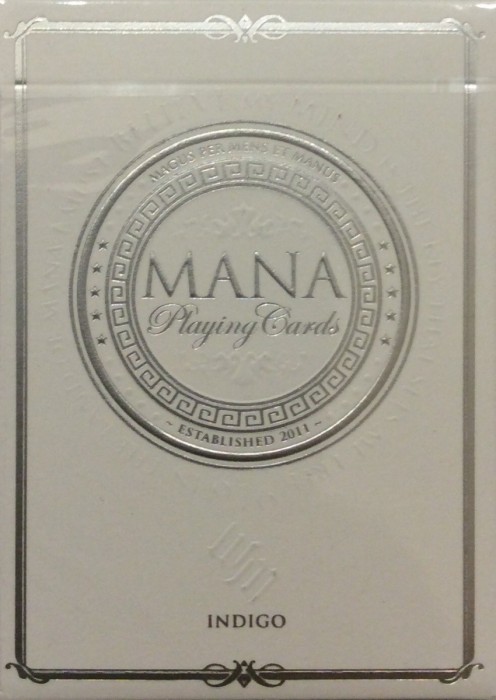 MAGUS PER MENS ET MANUS
MANA
Playing Cards
~ ESTABLISHED 2011 ~
INDIGO